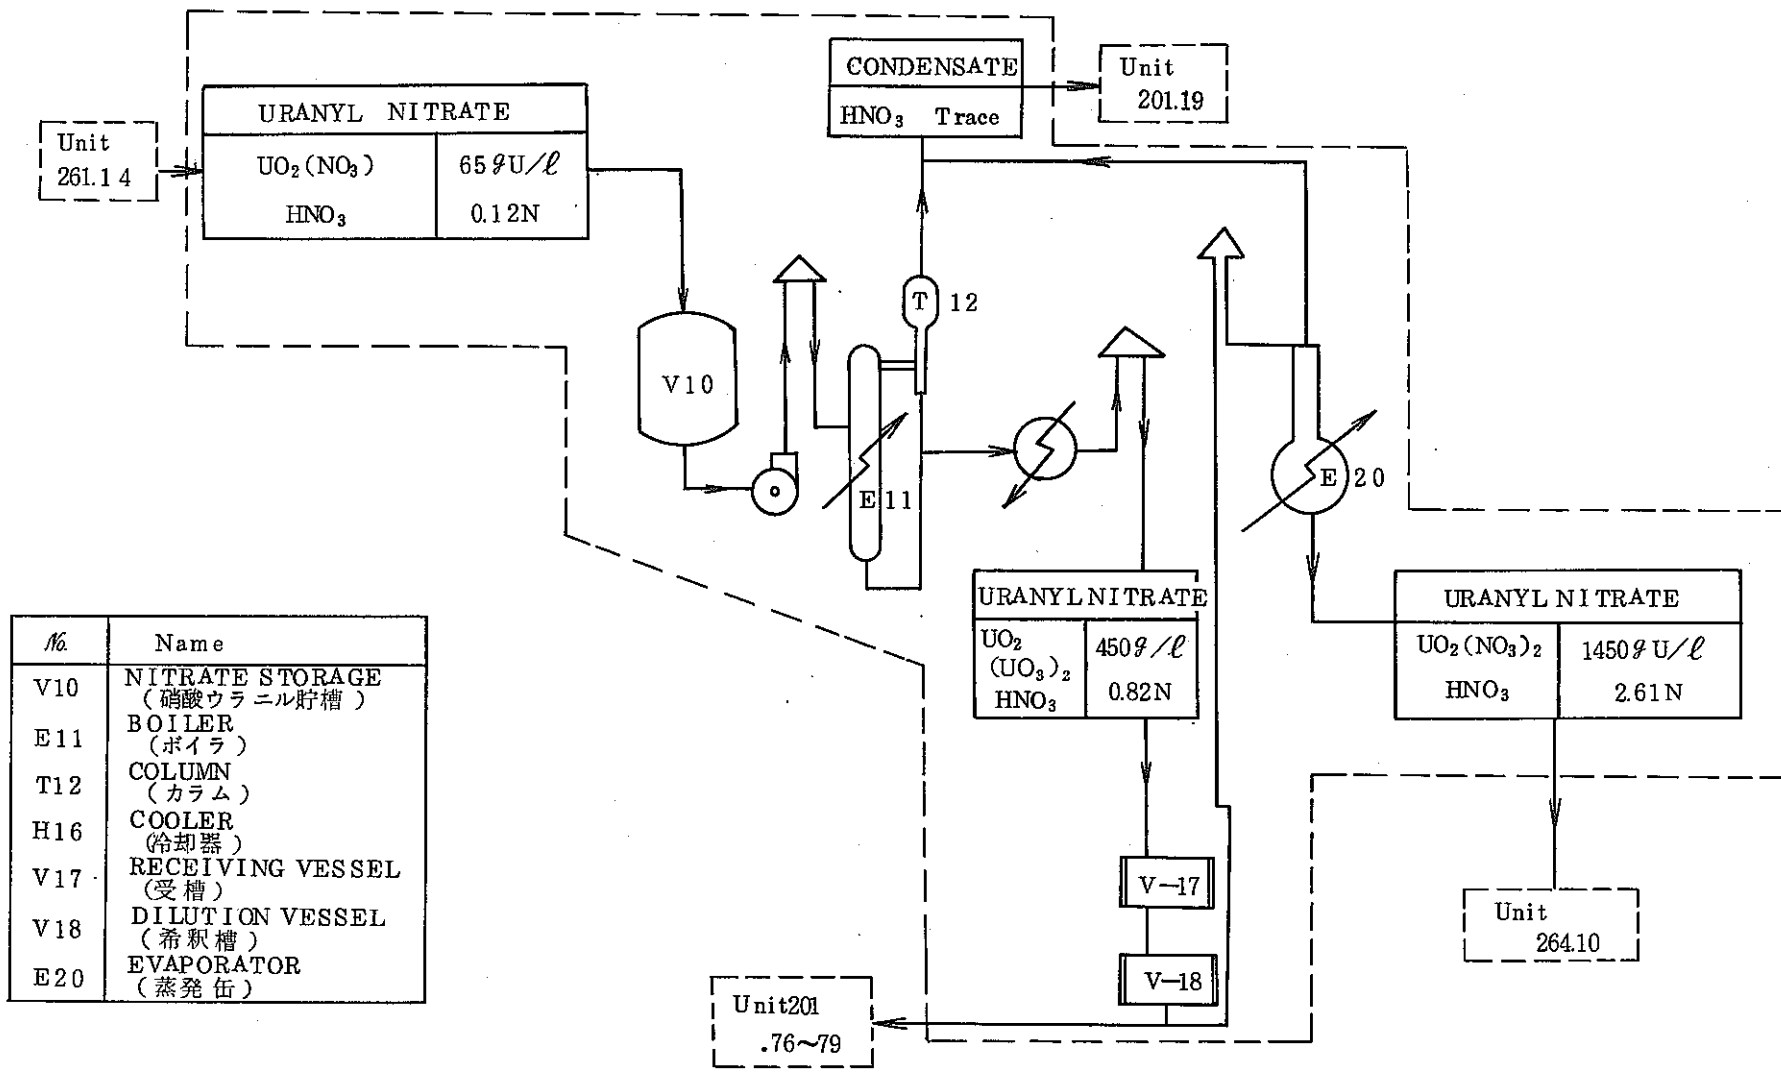 CONDENSATE
HNO₃ Trace
Unit
201.19
URANYL NITRATE
UO₂(NO₃) 65gU/ℓ
HNO₃ 0.12N
Unit
261.14
T 12
V10
E 11
E 20
URANYL NITRATE
UO₂ 450g/ℓ
(UO₃)₂
HNO₃ 0.82N
URANYL NITRATE
UO₂(NO₃)₂ 1450gU/ℓ
HNO₃ 2.61N
V-17
V-18
Unit
264.10
Unit201
.76~79
No. Name
V10 NITRATE STORAGE
(硝酸ウラニル貯槽)
E11 BOILER
(ボイラ)
T12 COLUMN
(カラム)
H16 COOLER
(冷却器)
V17 RECEIVING VESSEL
(受槽)
V18 DILUTION VESSEL
(希釈槽)
E20 EVAPORATOR
(蒸発缶)